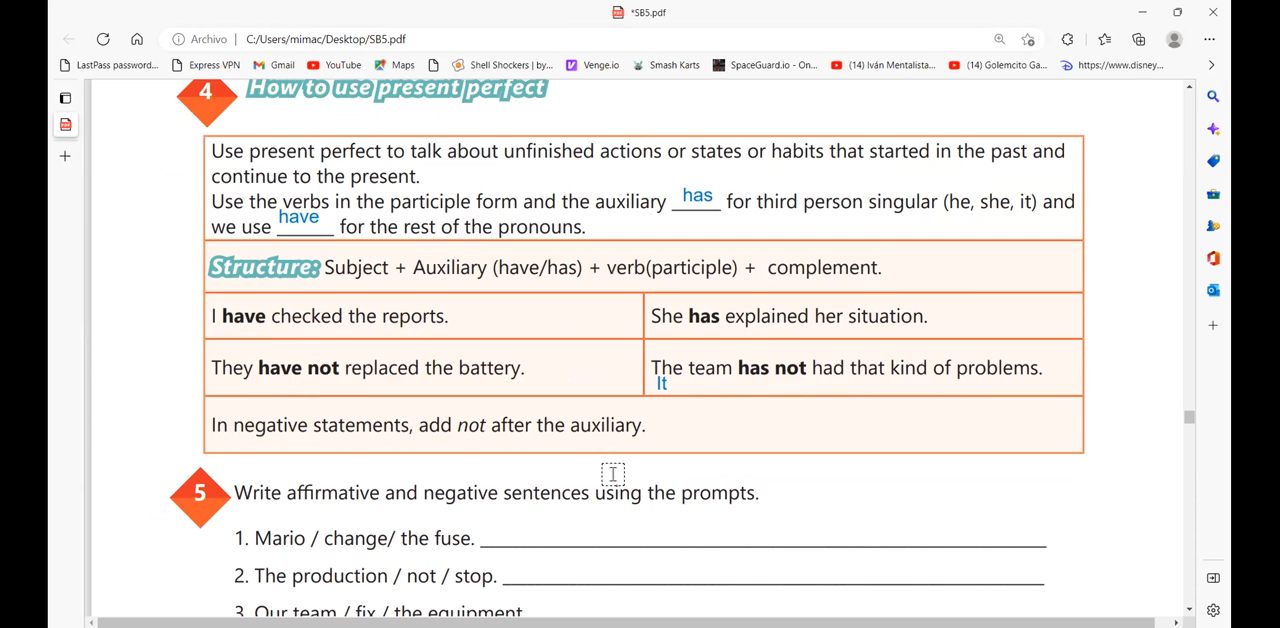 *SB5.pdf
Archivo | C:/Users/mimac/Desktop/SB5.pdf
LastPass password... Express VPN Gmail YouTube Maps Shell Shockers | by... Venge.io Smash Karts SpaceGuard.io - On... (14) Iván Mentalista... (14) Golemcito Ga... https://www.disney...
4 How to use present perfect
Use present perfect to talk about unfinished actions or states or habits that started in the past and
continue to the present.
Use the verbs in the participle form and the auxiliary has for third person singular (he, she, it) and
we use have for the rest of the pronouns.
Structure: Subject + Auxiliary (have/has) + verb(participle) + complement.
I have checked the reports. She has explained her situation.
They have not replaced the battery. The team has not had that kind of problems.
It
In negative statements, add not after the auxiliary.
5 Write affirmative and negative sentences using the prompts.
1. Mario / change/ the fuse. ____
2. The production / not / stop. ____
3. Our team / fix / the equipment